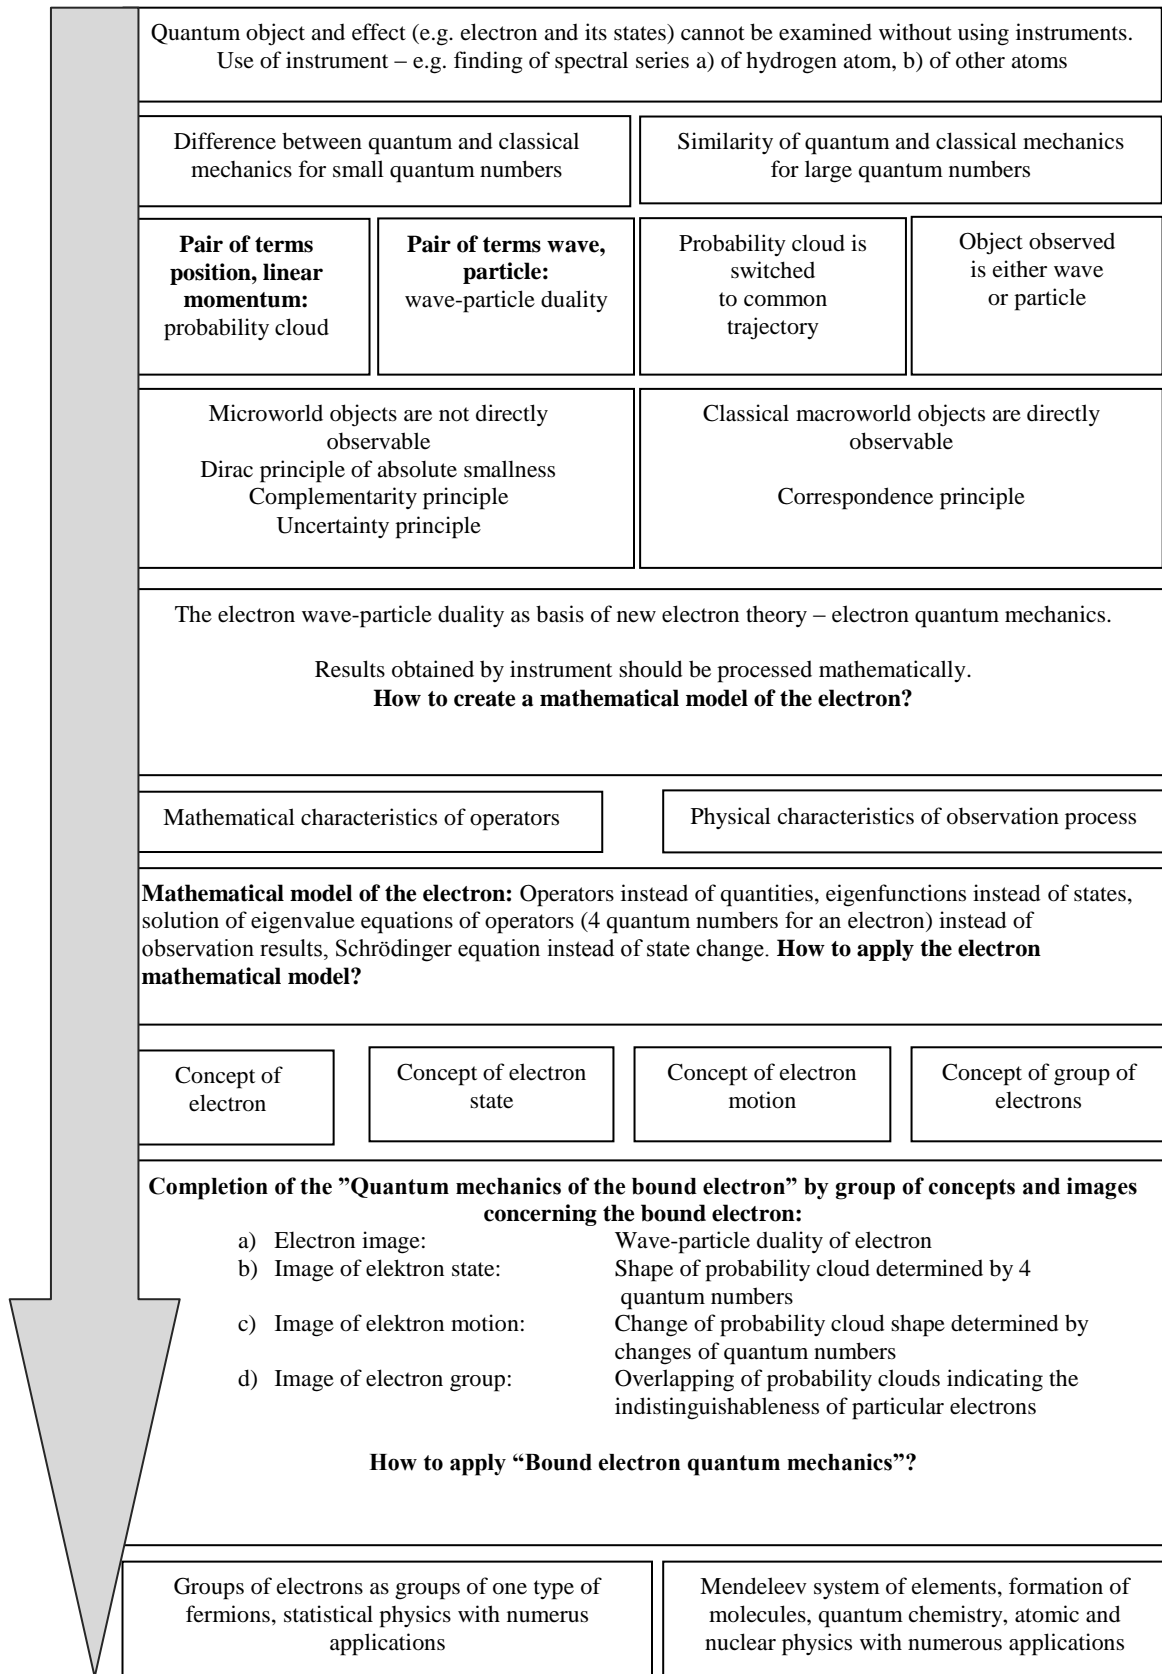 Quantum object and effect (e.g. electron and its states) cannot be examined without using instruments.
Use of instrument – e.g. finding of spectral series a) of hydrogen atom, b) of other atoms
Difference between quantum and classical
mechanics for small quantum numbers
Similarity of quantum and classical mechanics
for large quantum numbers
Pair of terms
position, linear
momentum:
probability cloud
Pair of terms wave,
particle:
wave-particle duality
Probability cloud is
switched
to common
trajectory
Object observed
is either wave
or particle
Microworld objects are not directly
observable
Dirac principle of absolute smallness
Complementarity principle
Uncertainty principle
Classical macroworld objects are directly
observable
Correspondence principle
The electron wave-particle duality as basis of new electron theory – electron quantum mechanics.
Results obtained by instrument should be processed mathematically.
How to create a mathematical model of the electron?
Mathematical characteristics of operators
Physical characteristics of observation process
Mathematical model of the electron: Operators instead of quantities, eigenfunctions instead of states,
solution of eigenvalue equations of operators (4 quantum numbers for an electron) instead of
observation results, Schrödinger equation instead of state change. How to apply the electron
mathematical model?
Concept of
electron
Concept of electron
state
Concept of electron
motion
Concept of group of
electrons
Completion of the ”Quantum mechanics of the bound electron” by group of concepts and images
concerning the bound electron:
a) Electron image: Wave-particle duality of electron
b) Image of elektron state: Shape of probability cloud determined by 4
quantum numbers
c) Image of elektron motion: Change of probability cloud shape determined by
changes of quantum numbers
d) Image of electron group: Overlapping of probability clouds indicating the
indistinguishableness of particular electrons
How to apply “Bound electron quantum mechanics”?
Groups of electrons as groups of one type of
fermions, statistical physics with numerus
applications
Mendeleev system of elements, formation of
molecules, quantum chemistry, atomic and
nuclear physics with numerous applications